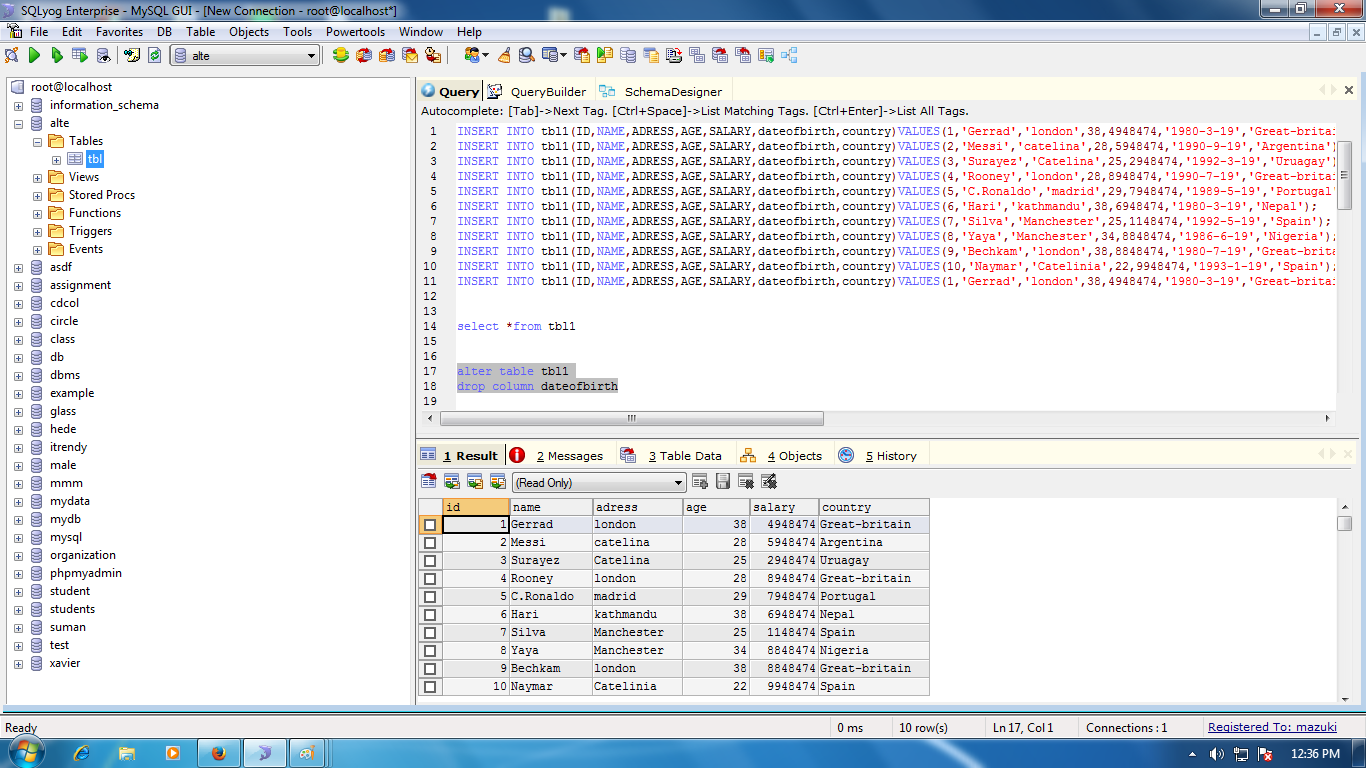 SQLyog Enterprise - MySQL GUI - [New Connection - root@localhost*]
File Edit Favorites DB Table Objects Tools Powertools Window Help
alte
root@localhost
information_schema
alte
Tables
tbl
Views
Stored Procs
Functions
Triggers
Events
asdf
assignment
cdcol
circle
class
db
dbms
example
glass
hede
itrendy
male
mmm
mydata
mydb
mysql
organization
phpmyadmin
student
students
suman
test
xavier
Query QueryBuilder SchemaDesigner
Autocomplete: [Tab]->Next Tag. [Ctrl+Space]->List Matching Tags. [Ctrl+Enter]->List All Tags.
1 INSERT INTO tbl1(ID,NAME,ADRESS,AGE,SALARY,dateofbirth,country)VALUES(1,'Gerrad','london',38,4948474,'1980-3-19','Great-britai
2 INSERT INTO tbl1(ID,NAME,ADRESS,AGE,SALARY,dateofbirth,country)VALUES(2,'Messi','catelina',28,5948474,'1990-9-19','Argentina')
3 INSERT INTO tbl1(ID,NAME,ADRESS,AGE,SALARY,dateofbirth,country)VALUES(3,'Surayez','Catelina',25,2948474,'1992-3-19','Uruagay')
4 INSERT INTO tbl1(ID,NAME,ADRESS,AGE,SALARY,dateofbirth,country)VALUES(4,'Rooney','london',28,8948474,'1990-7-19','Great-britai
5 INSERT INTO tbl1(ID,NAME,ADRESS,AGE,SALARY,dateofbirth,country)VALUES(5,'C.Ronaldo','madrid',29,7948474,'1989-5-19','Portugal'
6 INSERT INTO tbl1(ID,NAME,ADRESS,AGE,SALARY,dateofbirth,country)VALUES(6,'Hari','kathmandu',38,6948474,'1980-3-19','Nepal');
7 INSERT INTO tbl1(ID,NAME,ADRESS,AGE,SALARY,dateofbirth,country)VALUES(7,'Silva','Manchester',25,1148474,'1992-5-19','Spain');
8 INSERT INTO tbl1(ID,NAME,ADRESS,AGE,SALARY,dateofbirth,country)VALUES(8,'Yaya','Manchester',34,8848474,'1986-6-19','Nigeria');
9 INSERT INTO tbl1(ID,NAME,ADRESS,AGE,SALARY,dateofbirth,country)VALUES(9,'Bechkam','london',38,8848474,'1980-7-19','Great-britai
10 INSERT INTO tbl1(ID,NAME,ADRESS,AGE,SALARY,dateofbirth,country)VALUES(10,'Naymar','Catelinia',22,9948474,'1993-1-19','Spain');
11 INSERT INTO tbl1(ID,NAME,ADRESS,AGE,SALARY,dateofbirth,country)VALUES(1,'Gerrad','london',38,4948474,'1980-3-19','Great-britai
12
13
14 select *from tbl1
15
16
17 alter table tbl1
18 drop column dateofbirth
19
1 Result 2 Messages 3 Table Data 4 Objects 5 History
(Read Only)
id name adress age salary country
1 Gerrad london 38 4948474 Great-britain
2 Messi catelina 28 5948474 Argentina
3 Surayez Catelina 25 2948474 Uruagay
4 Rooney london 28 8948474 Great-britain
5 C.Ronaldo madrid 29 7948474 Portugal
6 Hari kathmandu 38 6948474 Nepal
7 Silva Manchester 25 1148474 Spain
8 Yaya Manchester 34 8848474 Nigeria
9 Bechkam london 38 8848474 Great-britain
10 Naymar Catelinia 22 9948474 Spain
Ready 0 ms 10 row(s) Ln 17, Col 1 Connections : 1 Registered To: mazuki
12:36 PM